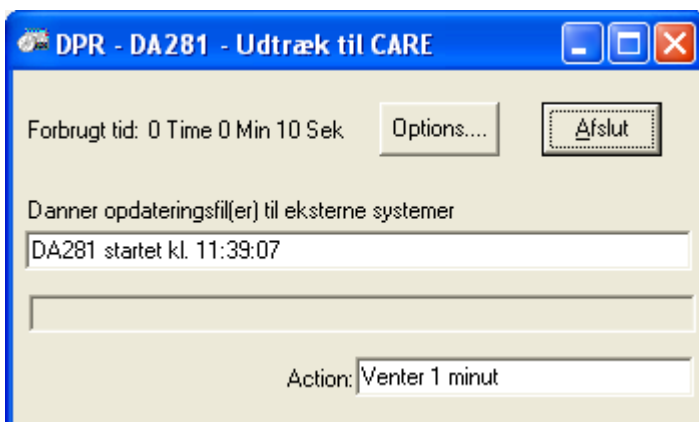 DPR - DA281 - Udtræk til CARE
Forbrugt tid: 0 Time 0 Min 10 Sek
Options....
Afslut
Danner opdateringsfil(er) til eksterne systemer
DA281 startet kl. 11:39:07
Action: Venter 1 minut